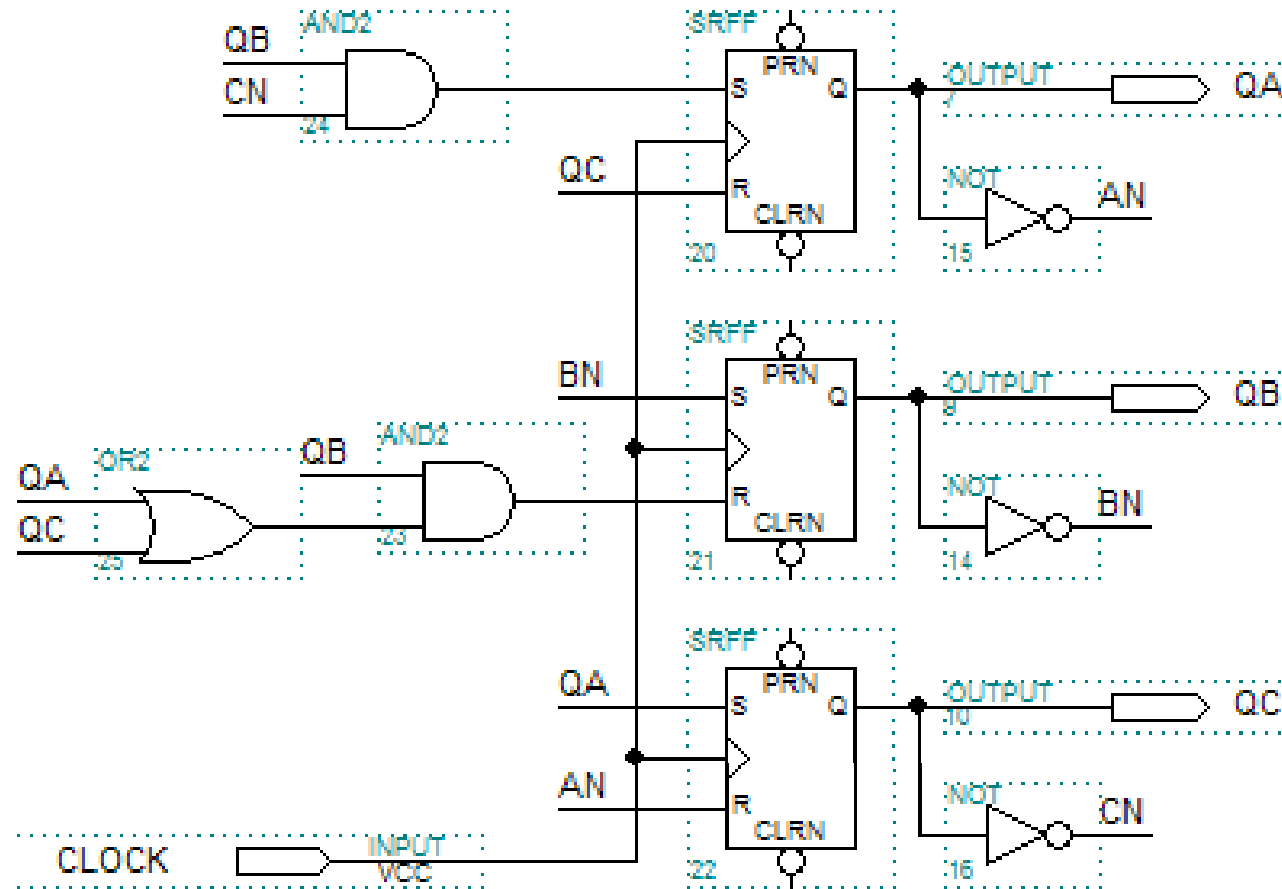 AND2
SRFF
QB
PRN
OUTPUT
QA
CN
S
Q
7
24
QC
NOT
AN
R
CLRN
20
15
SRFF
PRN
OUTPUT
QB
BN
S
Q
9
AND2
QB
OR2
QA
NOT
R
BN
QC
CLRN
23
25
21
14
SRFF
PRN
OUTPUT
QC
QA
S
Q
10
NOT
AN
CN
R
CLRN
INPUT
CLOCK
VCC
22
16